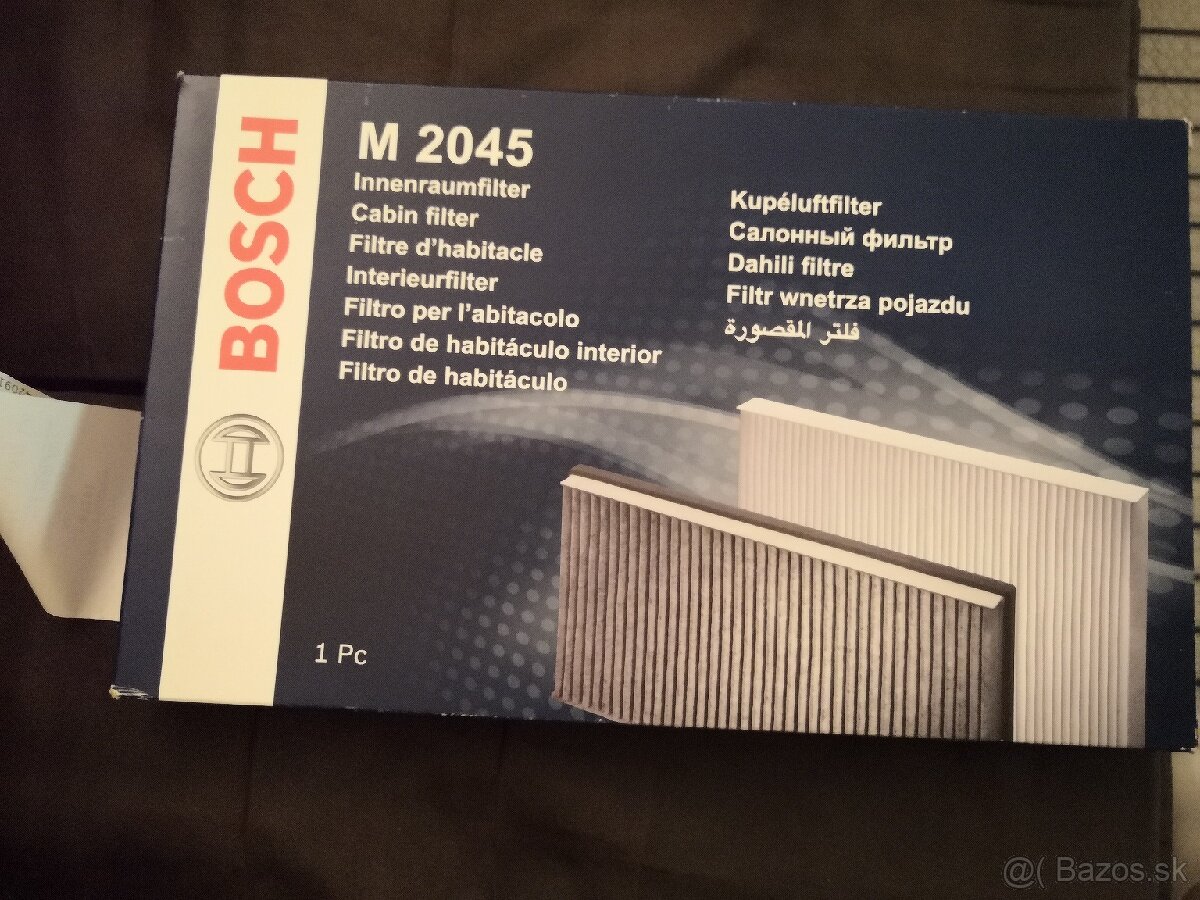 BOSCH
M 2045
Innenraumfilter
Cabin filter
Filtre d'habitacle
Interieurfilter
Filtro per l'abitacolo
Filtro de habitáculo interior
Filtro de habitáculo
Kupéluftfilter
Салонный фильтр
Dahili filtre
Filtr wnetrza pojazdu
فلتر المقصورة
1 Pc
@( Bazos.sk